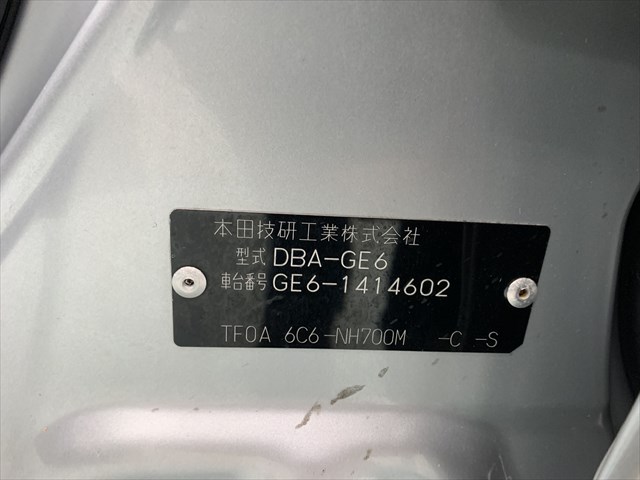 本田技研工業株式会社
型式 DBA-GE6
車台番号 GE6-1414602
TF0A 6C6-NH700M -C -S